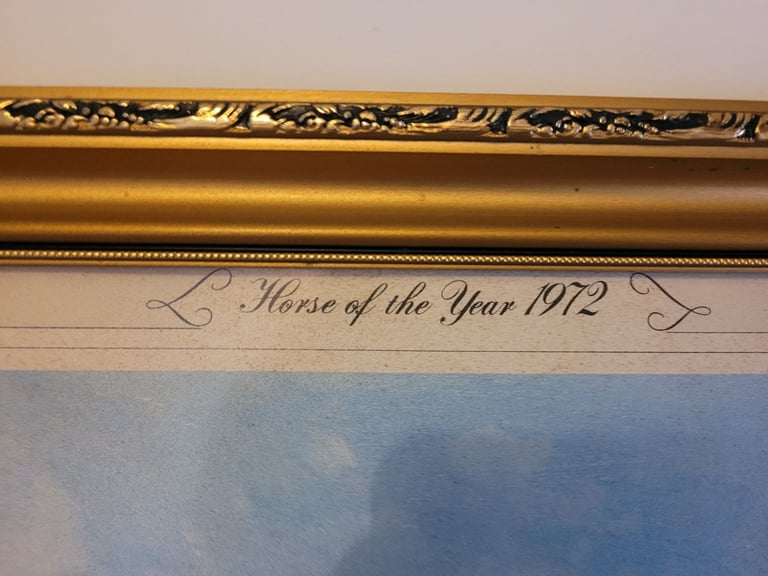 Horse of the Year 1972